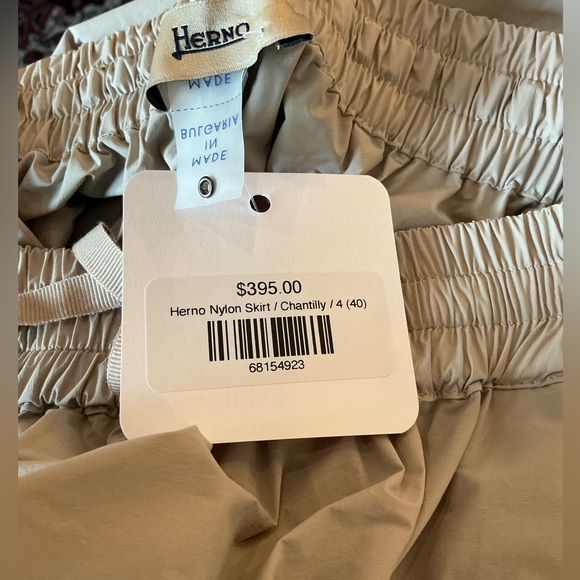 HERNO
MADE
BULGARIA
IN
MADE
$395.00
Herno Nylon Skirt / Chantilly / 4 (40)
68154923